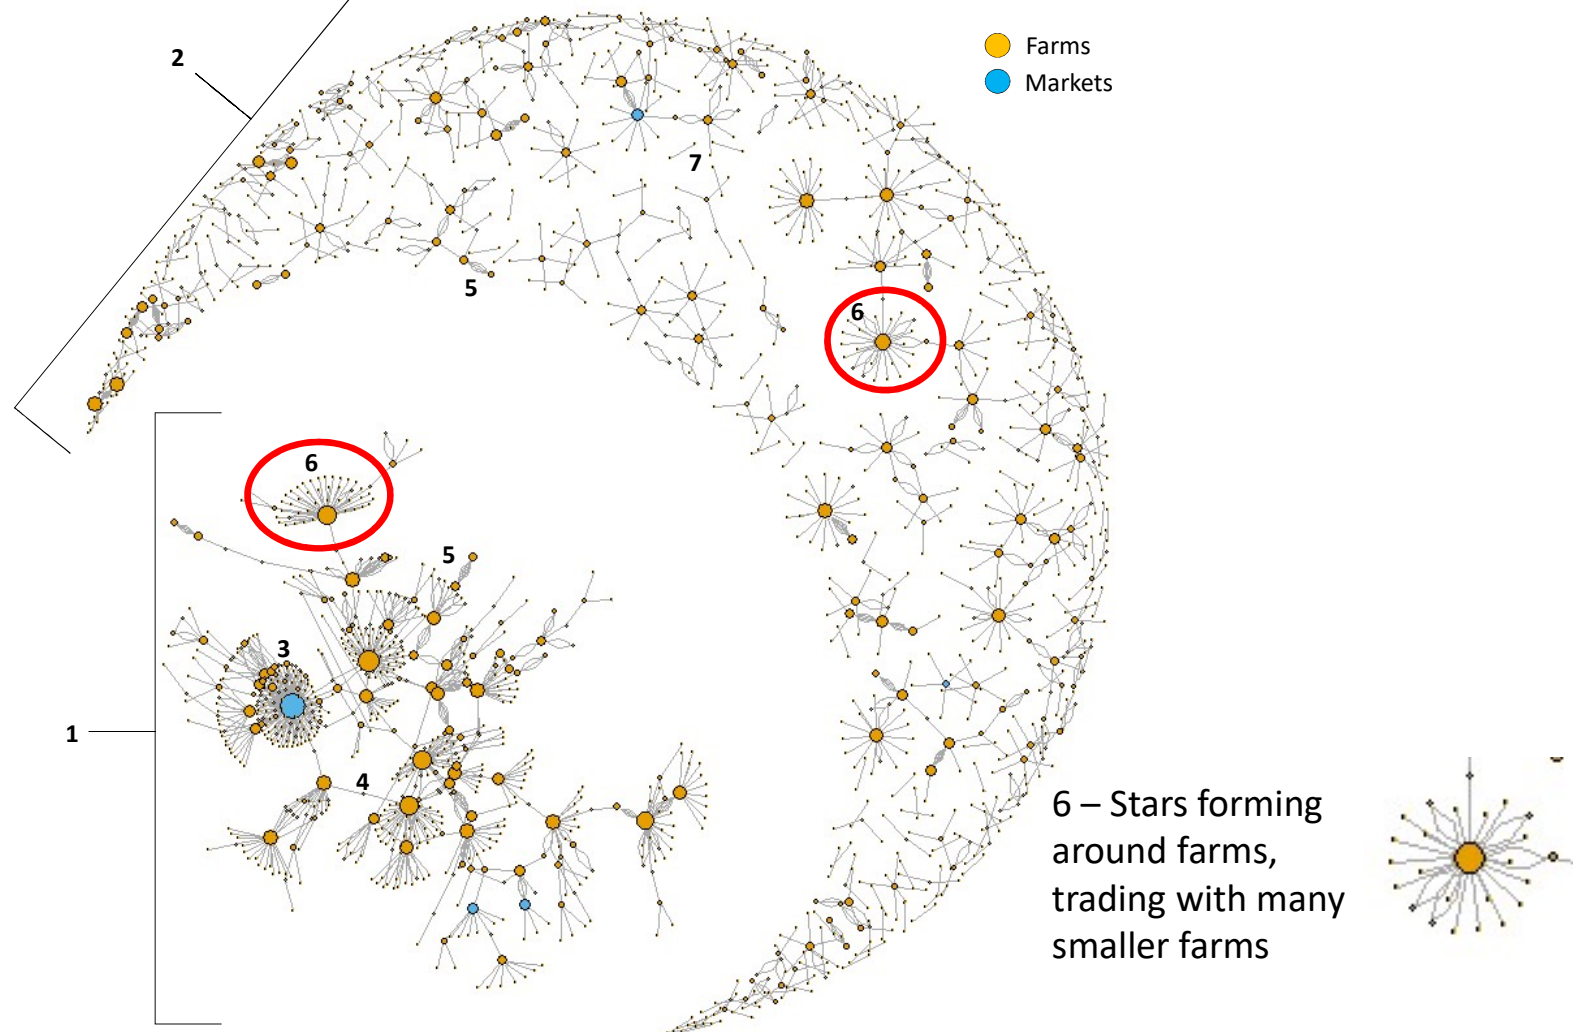 2
Farms
Markets
7
5
6
6
5
3
1
4
6 – Stars forming
around farms,
trading with many
smaller farms